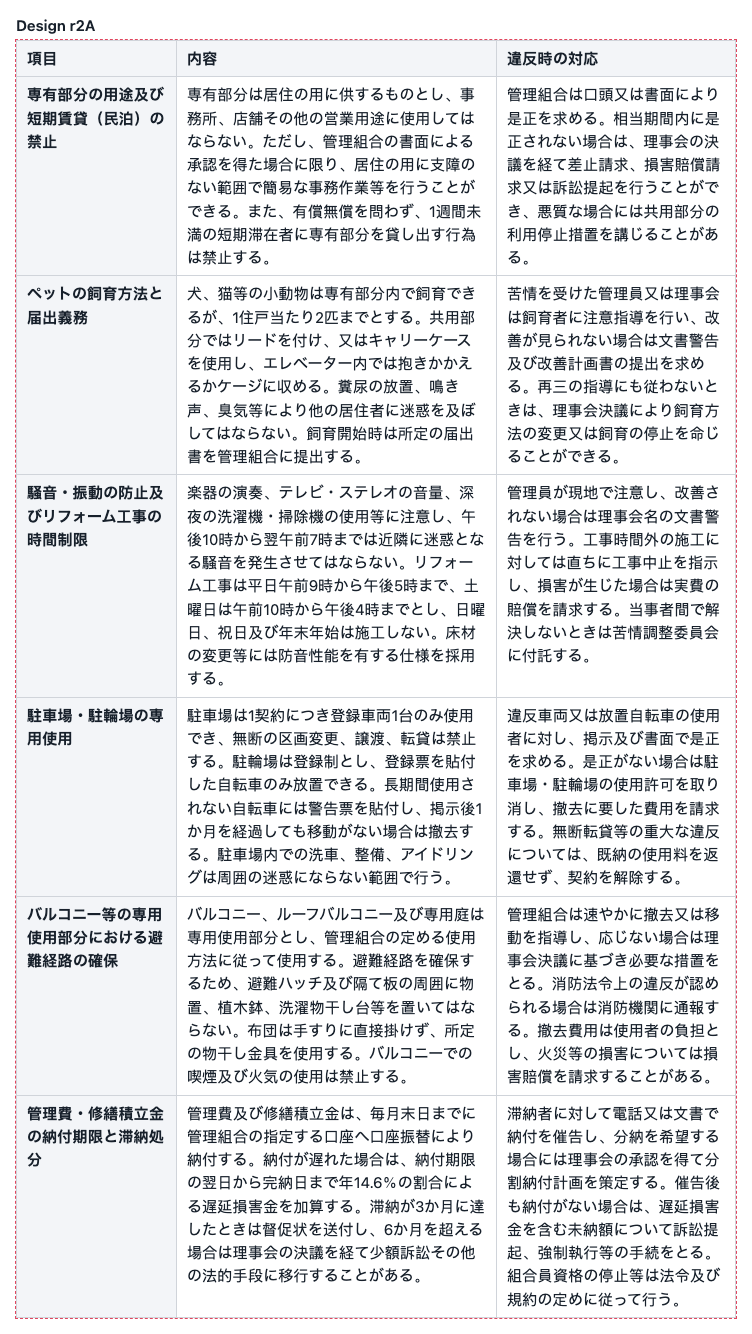 Design r2A
項目
内容
違反時の対応
専有部分の用途及び
短期賃貸（民泊）の
禁止
専有部分は居住の用に供するものとし、事
務所、店舗その他の営業用途に使用しては
ならない。ただし、管理組合の書面による
承認を得た場合に限り、居住の用に支障の
ない範囲で簡易な事務作業等を行うことが
できる。また、有償無償を問わず、1週間未
満の短期滞在者に専有部分を貸し出す行為
は禁止する。
管理組合は口頭又は書面により
是正を求める。相当期間内に是
正されない場合は、理事会の決
議を経て差止請求、損害賠償請
求又は訴訟提起を行うことがで
き、悪質な場合には共用部分の
利用停止措置を講じることがあ
る。
ペットの飼育方法と
届出義務
犬、猫等の小動物は専有部分内で飼育でき
るが、1住戸当たり2匹までとする。共用部
分ではリードを付け、又はキャリーケース
を使用し、エレベーター内では抱きかかえ
るかケージに収める。糞尿の放置、鳴き
声、臭気等により他の居住者に迷惑を及ぼ
してはならない。飼育開始時は所定の届出
書を管理組合に提出する。
苦情を受けた管理員又は理事会
は飼育者に注意指導を行い、改
善が見られない場合は文書警告
及び改善計画書の提出を求め
る。再三の指導にも従わないと
きは、理事会決議により飼育方
法の変更又は飼育の停止を命じ
ることができる。
騒音・振動の防止及
びリフォーム工事の
時間制限
楽器の演奏、テレビ・ステレオの音量、深
夜の洗濯機・掃除機の使用等に注意し、午
後10時から翌午前7時までは近隣に迷惑とな
る騒音を発生させてはならない。リフォー
ム工事は平日午前9時から午後5時まで、土
曜日は午前10時から午後4時までとし、日曜
日、祝日及び年末年始は施工しない。床材
の変更等には防音性能を有する仕様を採用
する。
管理員が現地で注意し、改善さ
れない場合は理事会名の文書警
告を行う。工事時間外の施工に
対しては直ちに工事中止を指示
し、損害が生じた場合は実費の
賠償を請求する。当事者間で解
決しないときは苦情調整委員会
に付託する。
駐車場・駐輪場の専
用使用
駐車場は1契約につき登録車両1台のみ使用
でき、無断の区画変更、譲渡、転貸は禁止
する。駐輪場は登録制とし、登録票を貼付
した自転車のみ放置できる。長期間使用さ
れない自転車には警告票を貼付し、掲示後1
か月を経過しても移動がない場合は撤去す
る。駐車場内での洗車、整備、アイドリン
グは周囲の迷惑にならない範囲で行う。
違反車両又は放置自転車の使用
者に対し、掲示及び書面で是正
を求める。是正がない場合は駐
車場・駐輪場の使用許可を取り
消し、撤去に要した費用を請求
する。無断転貸等の重大な違反
については、既納の使用料を返
還せず、契約を解除する。
バルコニー等の専用
使用部分における避
難経路の確保
バルコニー、ルーフバルコニー及び専用庭は
専用使用部分とし、管理組合の定める使用
方法に従って使用する。避難経路を確保す
るため、避難ハッチ及び隔て板の周囲に物
置、植木鉢、洗濯物干し台等を置いてはな
らない。布団は手すりに直接掛けず、所定
の物干し金具を使用する。バルコニーでの
喫煙及び火気の使用は禁止する。
管理組合は速やかに撤去又は移
動を指導し、応じない場合は理
事会決議に基づき必要な措置を
とる。消防法令上の違反が認め
られる場合は消防機関に通報す
る。撤去費用は使用者の負担と
し、火災等の損害については損
害賠償を請求することがある。
管理費・修繕積立金
の納付期限と滞納処
分
管理費及び修繕積立金は、毎月末日までに
管理組合の指定する口座へ口座振替により
納付する。納付が遅れた場合は、納付期限
の翌日から完納日まで年14.6%の割合によ
る遅延損害金を加算する。滞納が3か月に達
したときは督促状を送付し、6か月を超える
場合は理事会の決議を経て少額訴訟その他
の法的手段に移行することがある。
滞納者に対して電話又は文書で
納付を催告し、分納を希望する
場合には理事会の承認を得て分
割納付計画を策定する。催告後
も納付がない場合は、遅延損害
金を含む未納額について訴訟提
起、強制執行等の手続をとる。
組合員資格の停止等は法令及び
規約の定めに従って行う。